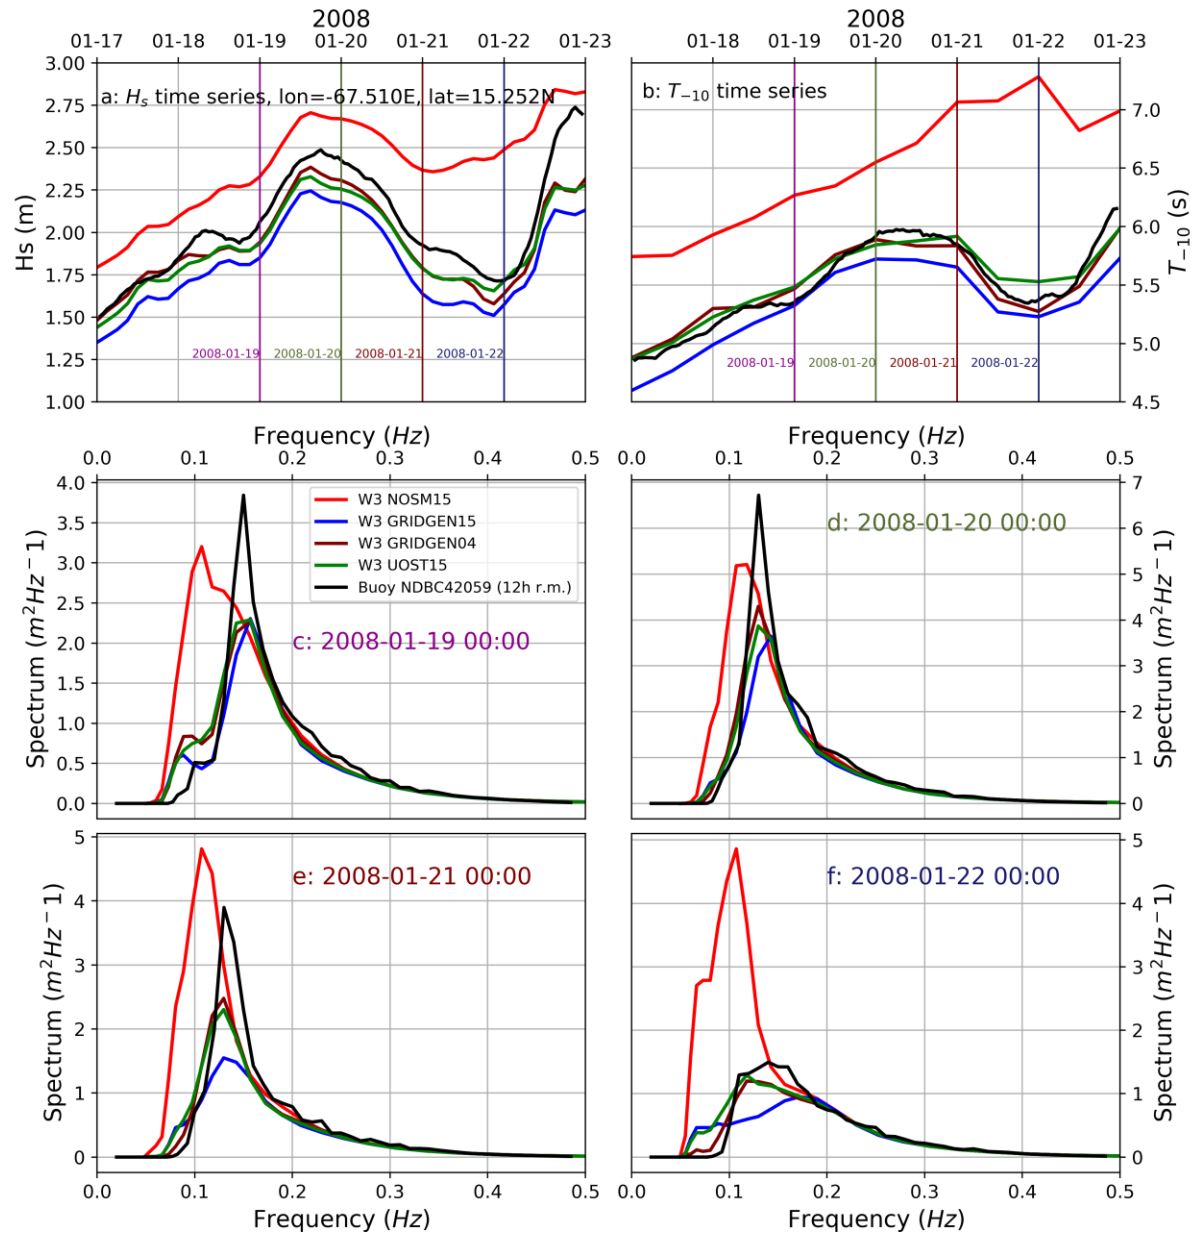 2008
01-17 01-18 01-19 01-20 01-21 01-22 01-23
3.00
2.75
2.50
2.25
2.00
1.75
1.50
1.25
1.00
Hs (m)
a: Hs time series, lon=-67.510E, lat=15.252N
2008-01-19 2008-01-20 2008-01-21 2008-01-22
2008
01-18 01-19 01-20 01-21 01-22 01-23
b: T−10 time series
7.0
6.5
6.0
5.5
5.0
4.5
T−10 (s)
2008-01-19 2008-01-20 2008-01-21 2008-01-22
Frequency (Hz)
0.0 0.1 0.2 0.3 0.4 0.5
4.0
3.5
3.0
2.5
2.0
1.5
1.0
0.5
0.0
Spectrum (m²Hz−1)
W3 NOSM15
W3 GRIDGEN15
W3 GRIDGEN04
W3 UOST15
Buoy NDBC42059 (12h r.m.)
c: 2008-01-19 00:00
Frequency (Hz)
0.0 0.1 0.2 0.3 0.4 0.5
d: 2008-01-20 00:00
7
6
5
4
3
2
1
0
Spectrum (m²Hz−1)
5
4
3
2
1
0
Spectrum (m²Hz−1)
e: 2008-01-21 00:00
0.0 0.1 0.2 0.3 0.4 0.5
Frequency (Hz)
f: 2008-01-22 00:00
5
4
3
2
1
0
Spectrum (m²Hz−1)
0.0 0.1 0.2 0.3 0.4 0.5
Frequency (Hz)